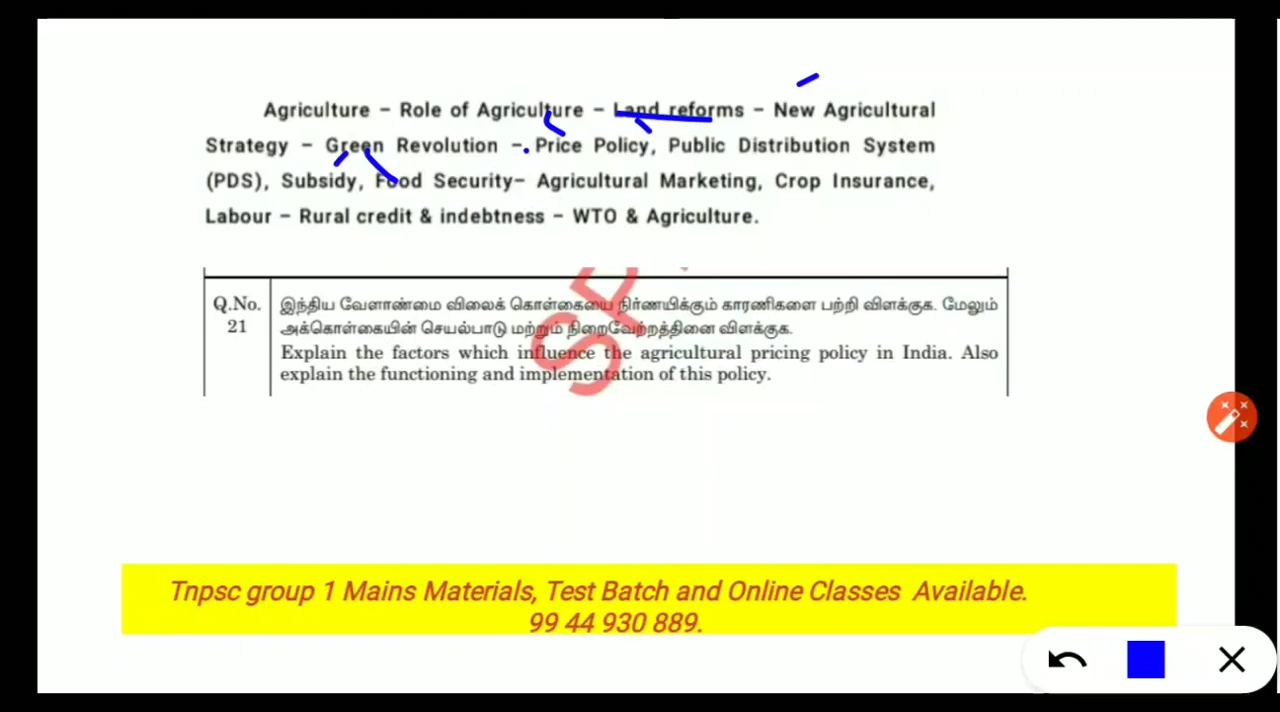 Agriculture – Role of Agriculture – Land reforms – New Agricultural
Strategy – Green Revolution – Price Policy, Public Distribution System
(PDS), Subsidy, Food Security– Agricultural Marketing, Crop Insurance,
Labour – Rural credit & indebtness – WTO & Agriculture.
Q.No. 21
இந்திய வேளாண்மை விலைக் கொள்கையை நிர்ணயிக்கும் காரணிகளை பற்றி விளக்குக. மேலும்
அக்கொள்கையின் செயல்பாடு மற்றும் நிறைவேற்றத்தினை விளக்குக.
Explain the factors which influence the agricultural pricing policy in India. Also
explain the functioning and implementation of this policy.
Tnpsc group 1 Mains Materials, Test Batch and Online Classes Available.
99 44 930 889.